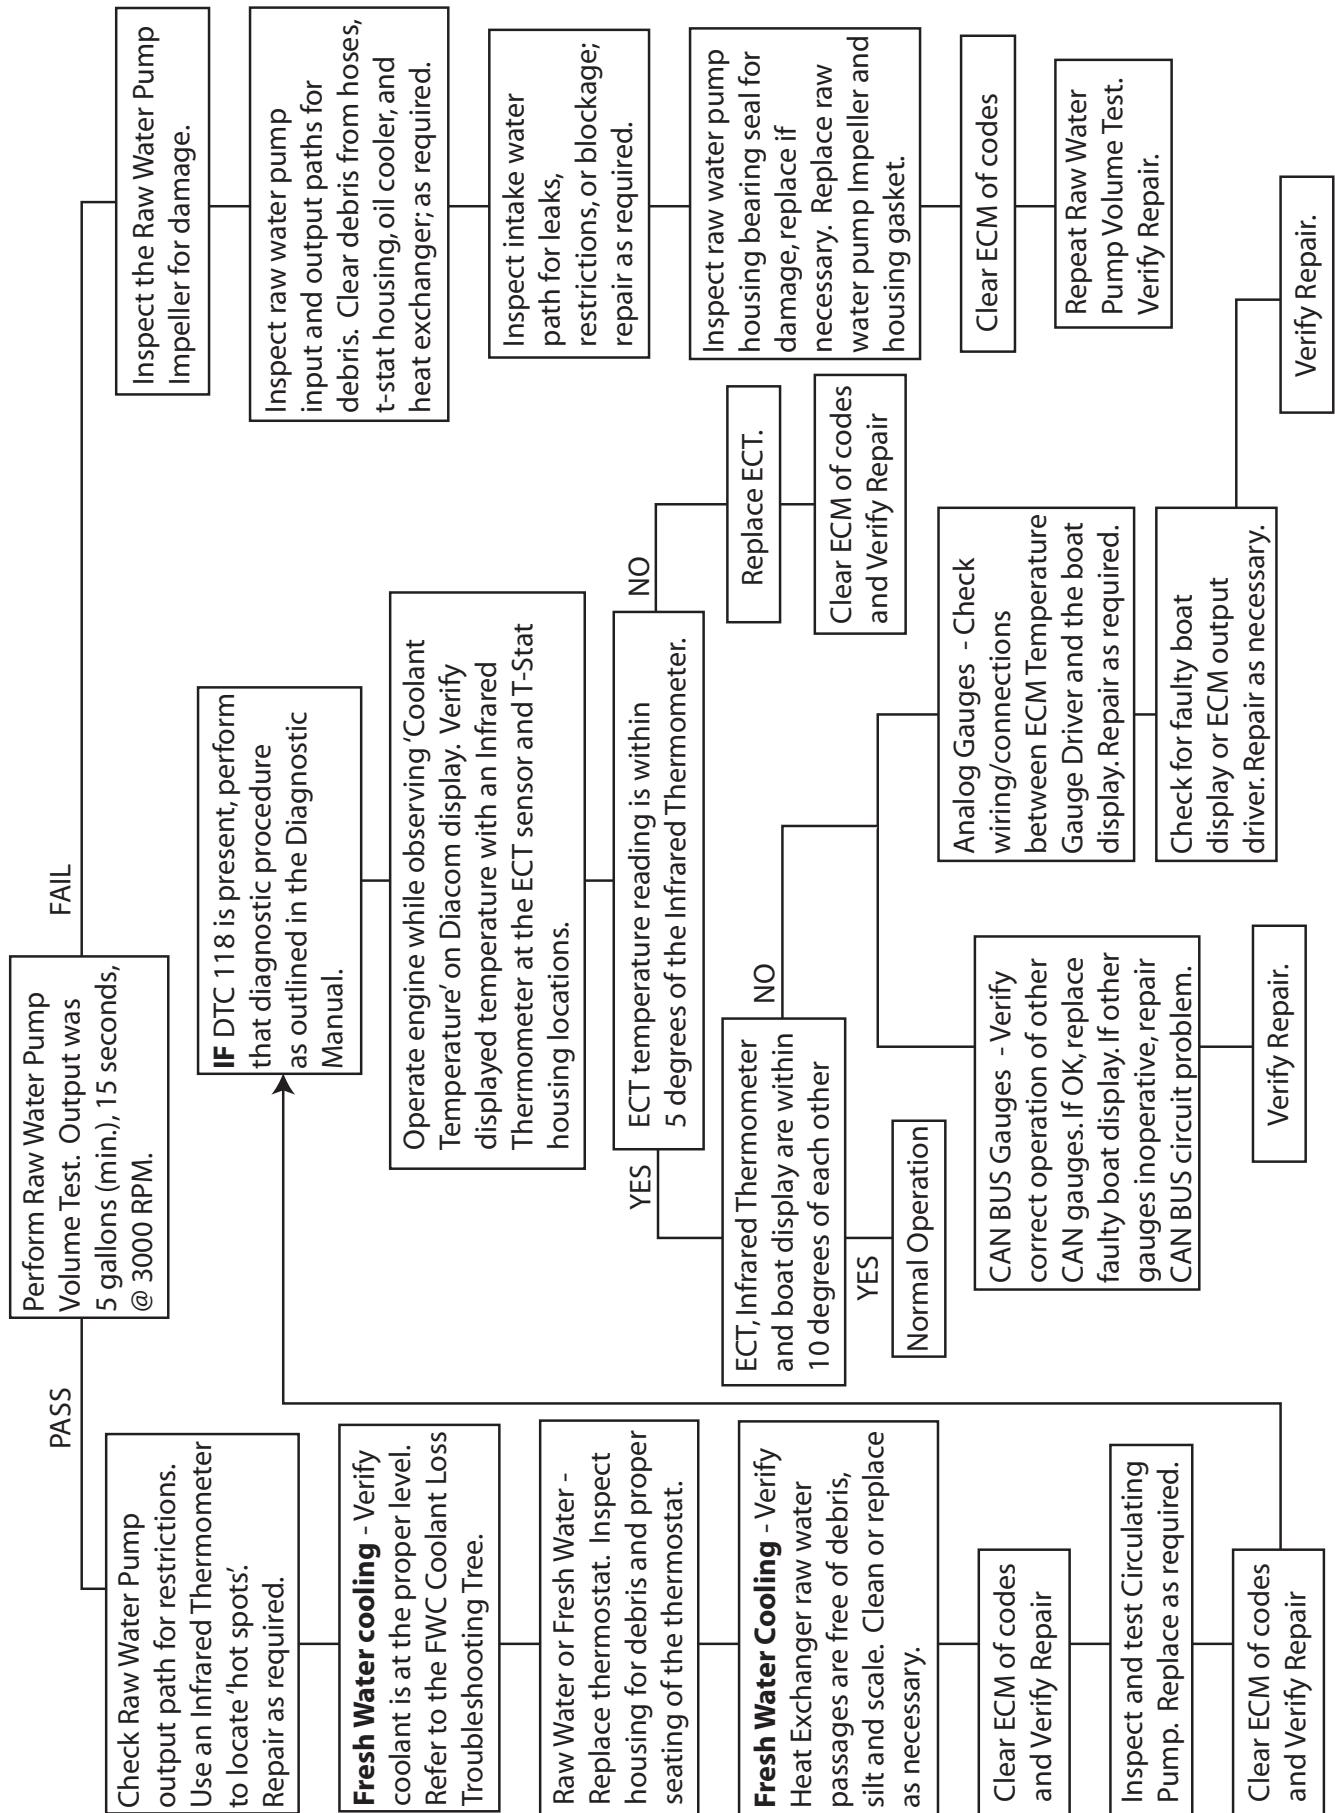 Perform Raw Water Pump
Volume Test.  Output was
5 gallons (min.), 15 seconds,
@ 3000 RPM.
PASS
FAIL
Check Raw Water Pump
output path for restrictions.
Use an Infrared Thermometer
to locate 'hot spots'.
Repair as required.
Fresh Water cooling - Verify
coolant is at the proper level.
Refer to the FWC Coolant Loss
Troubleshooting Tree.
Raw Water or Fresh Water -
Replace thermostat. Inspect
housing for debris and proper
seating of the thermostat.
Fresh Water Cooling - Verify
Heat Exchanger raw water
passages are free of debris,
silt and scale. Clean or replace
as necessary.
Clear ECM of codes
and Verify Repair
Inspect and test Circulating
Pump.  Replace as required.
Clear ECM of codes
and Verify Repair
IF DTC 118 is present, perform
that diagnostic procedure
as outlined in the Diagnostic
Manual.
Operate engine while observing 'Coolant
Temperature' on Diacom display. Verify
displayed temperature with an Infrared
Thermometer at the ECT sensor and T-Stat
housing locations.
ECT temperature reading is within
5 degrees of the Infrared Thermometer.
YES
NO
ECT, Infrared Thermometer
and boat display are within
10 degrees of each other
YES
NO
Normal Operation
CAN BUS Gauges - Verify
correct operation of other
CAN gauges. If OK, replace
faulty boat display. If other
gauges inoperative, repair
CAN BUS circuit problem.
Verify Repair.
Analog Gauges - Check
wiring/connections
between ECM Temperature
Gauge Driver and the boat
display. Repair as required.
Check for faulty boat
display or ECM output
driver. Repair as necessary.
Verify Repair.
Replace ECT.
Clear ECM of codes
and Verify Repair
Inspect the Raw Water Pump
Impeller for damage.
Inspect raw water pump
input and output paths for
debris.  Clear debris from hoses,
t-stat housing, oil cooler, and
heat exchanger; as required.
Inspect intake water
path for leaks,
restrictions, or blockage;
repair as required.
Inspect raw water pump
housing bearing seal for
damage, replace if
necessary. Replace raw
water pump Impeller and
housing gasket.
Clear ECM of codes
Repeat Raw Water
Pump Volume Test.
Verify Repair.